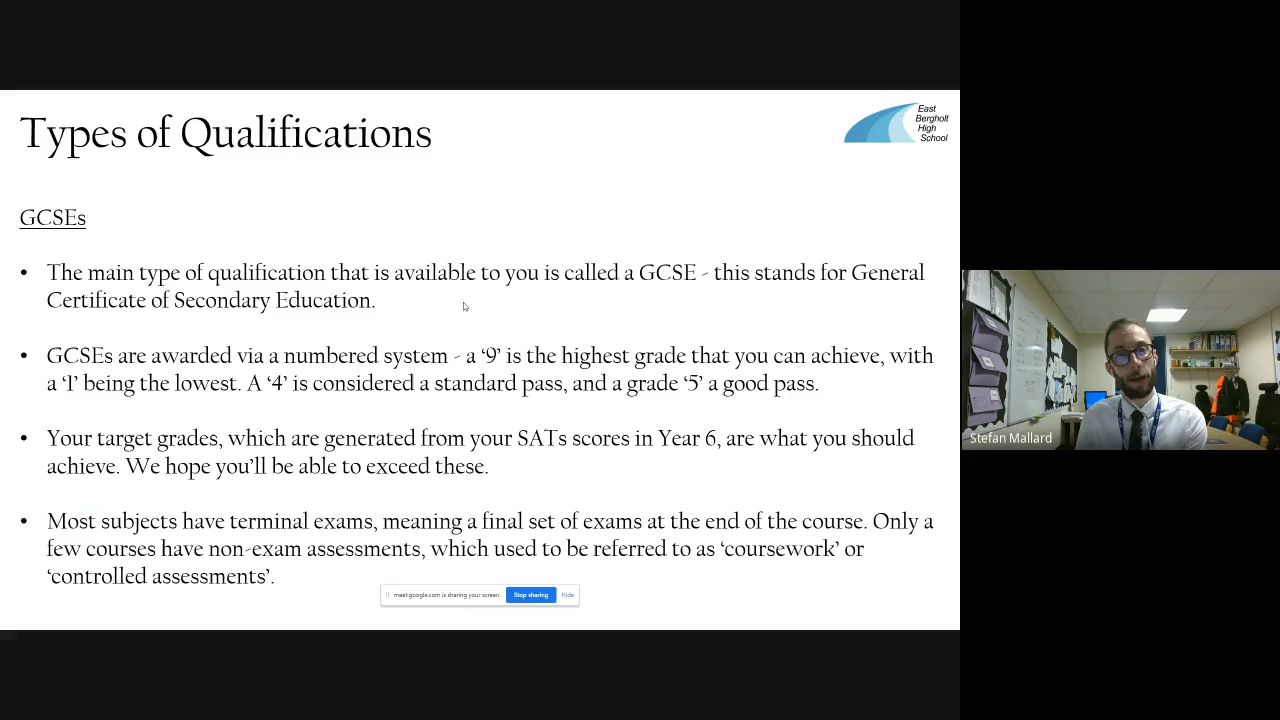 Types of Qualifications
East
Bergholt
High
School
GCSEs
• The main type of qualification that is available to you is called a GCSE - this stands for General
Certificate of Secondary Education.
• GCSEs are awarded via a numbered system - a ‘9’ is the highest grade that you can achieve, with
a ‘1’ being the lowest. A ‘4’ is considered a standard pass, and a grade ‘5’ a good pass.
• Your target grades, which are generated from your SATs scores in Year 6, are what you should
achieve. We hope you’ll be able to exceed these.
• Most subjects have terminal exams, meaning a final set of exams at the end of the course. Only a
few courses have non-exam assessments, which used to be referred to as ‘coursework’ or
‘controlled assessments’.
meet.google.com is sharing your screen.
Stop sharing
Hide
Stefan Mallard